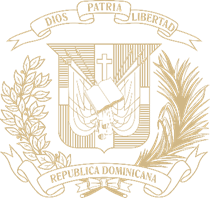 DIOS PATRIA LIBERTAD
REPUBLICA DOMINICANA